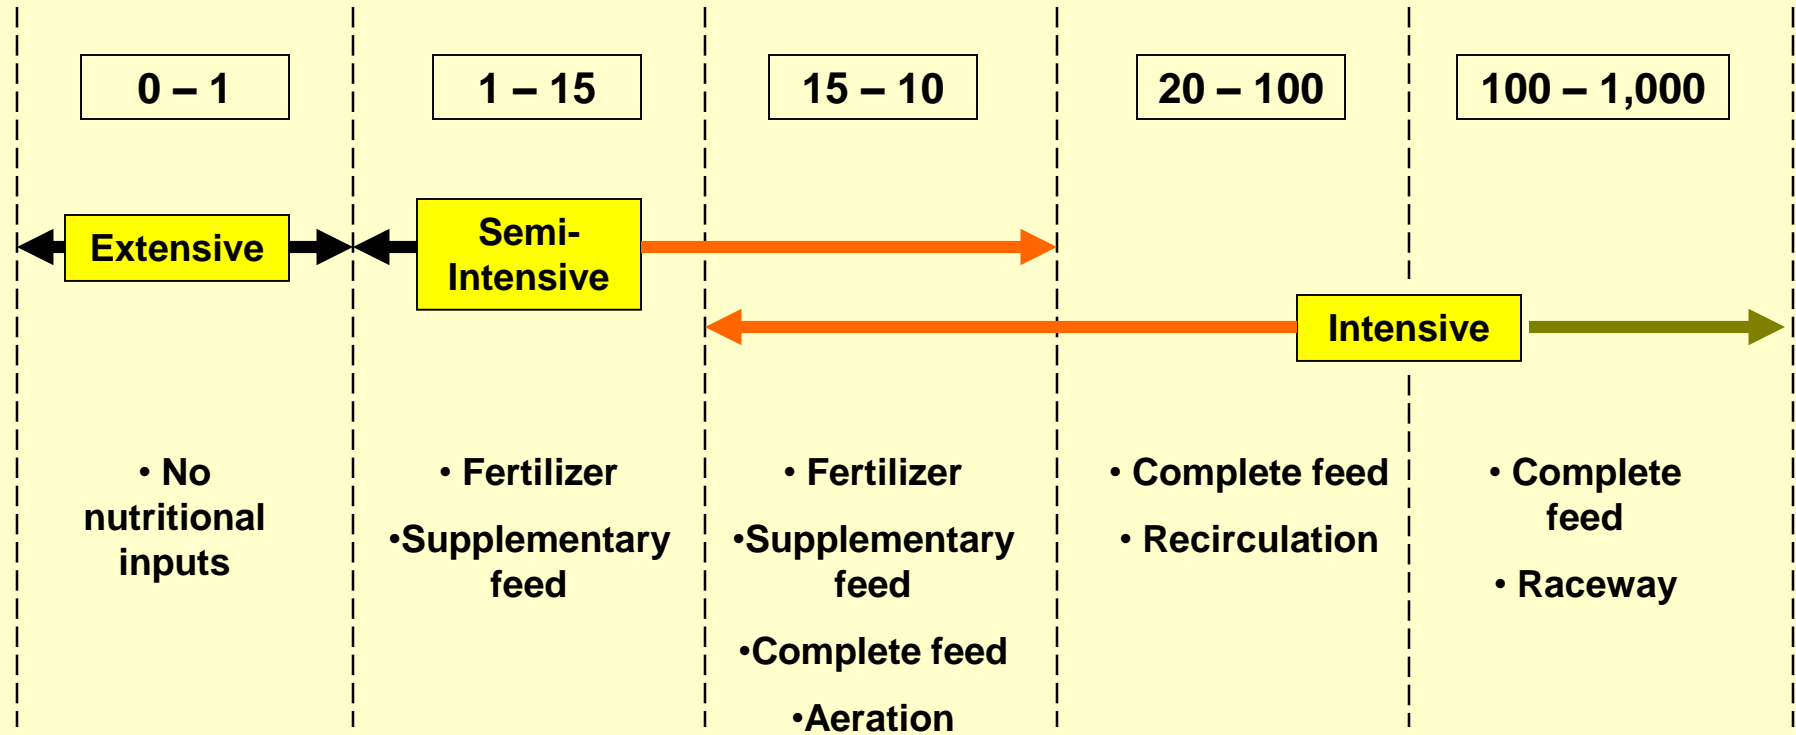 0 – 1
1 – 15
15 – 10
20 – 100
100 – 1,000
Extensive
Semi-
Intensive
Intensive
• No
nutritional
inputs
• Fertilizer
•Supplementary
feed
• Fertilizer
•Supplementary
feed
•Complete feed
•Aeration
• Complete feed
• Recirculation
• Complete
feed
• Raceway